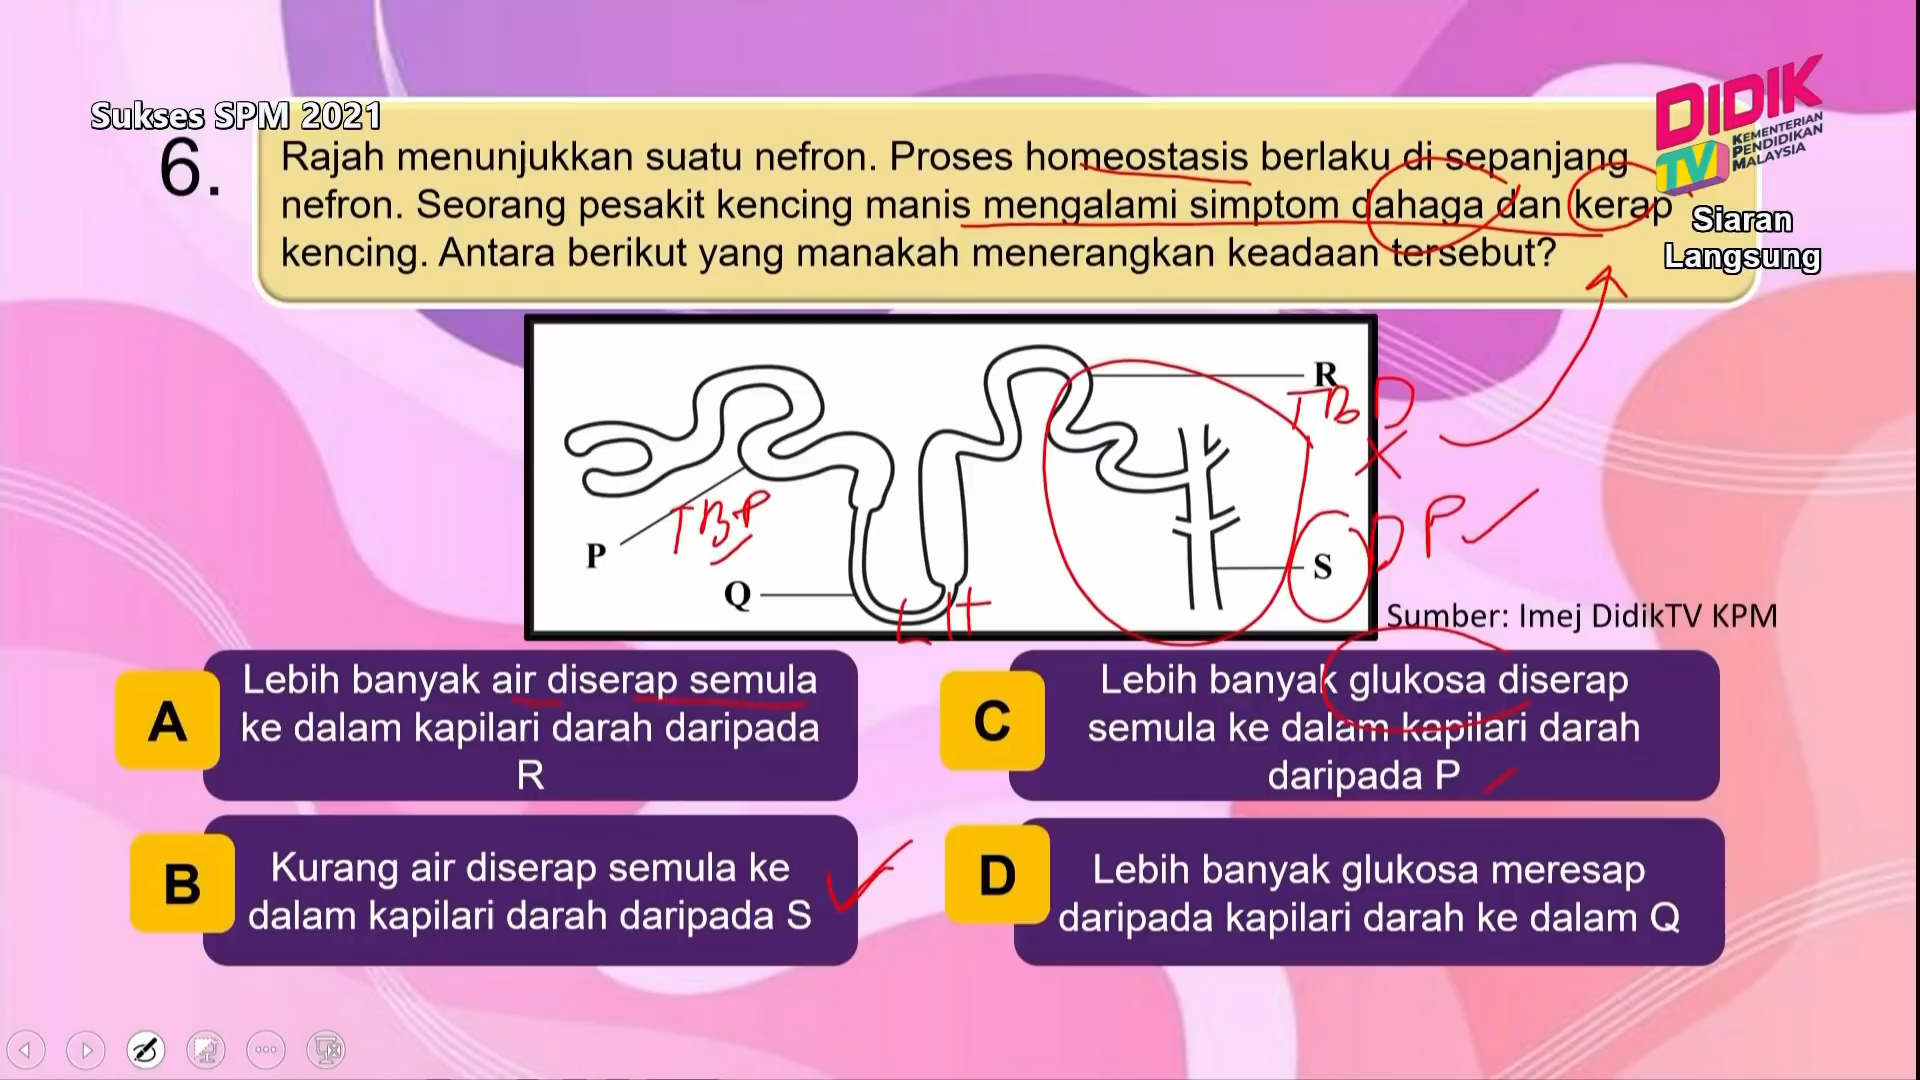 Sukses SPM 2021
DIDIK
TV
KEMENTERIAN
PENDIDIKAN
MALAYSIA
Siaran
Langsung
6.
Rajah menunjukkan suatu nefron. Proses homeostasis berlaku di sepanjang
nefron. Seorang pesakit kencing manis mengalami simptom dahaga dan kerap
kencing. Antara berikut yang manakah menerangkan keadaan tersebut?
R
TBD
X
TBP
P
DP
S
Q
LH
Sumber: Imej DidikTV KPM
A
Lebih banyak air diserap semula
ke dalam kapilari darah daripada
R
B
Kurang air diserap semula ke
dalam kapilari darah daripada S
C
Lebih banyak glukosa diserap
semula ke dalam kapilari darah
daripada P
D
Lebih banyak glukosa meresap
daripada kapilari darah ke dalam Q